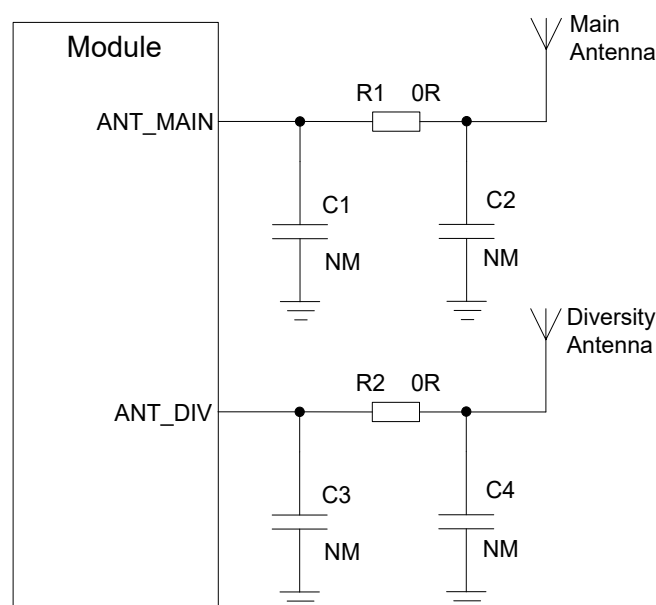 Module
Main
Antenna
R1 0R
ANT_MAIN
C1
C2
NM
NM
Diversity
Antenna
R2 0R
ANT_DIV
C3
C4
NM
NM